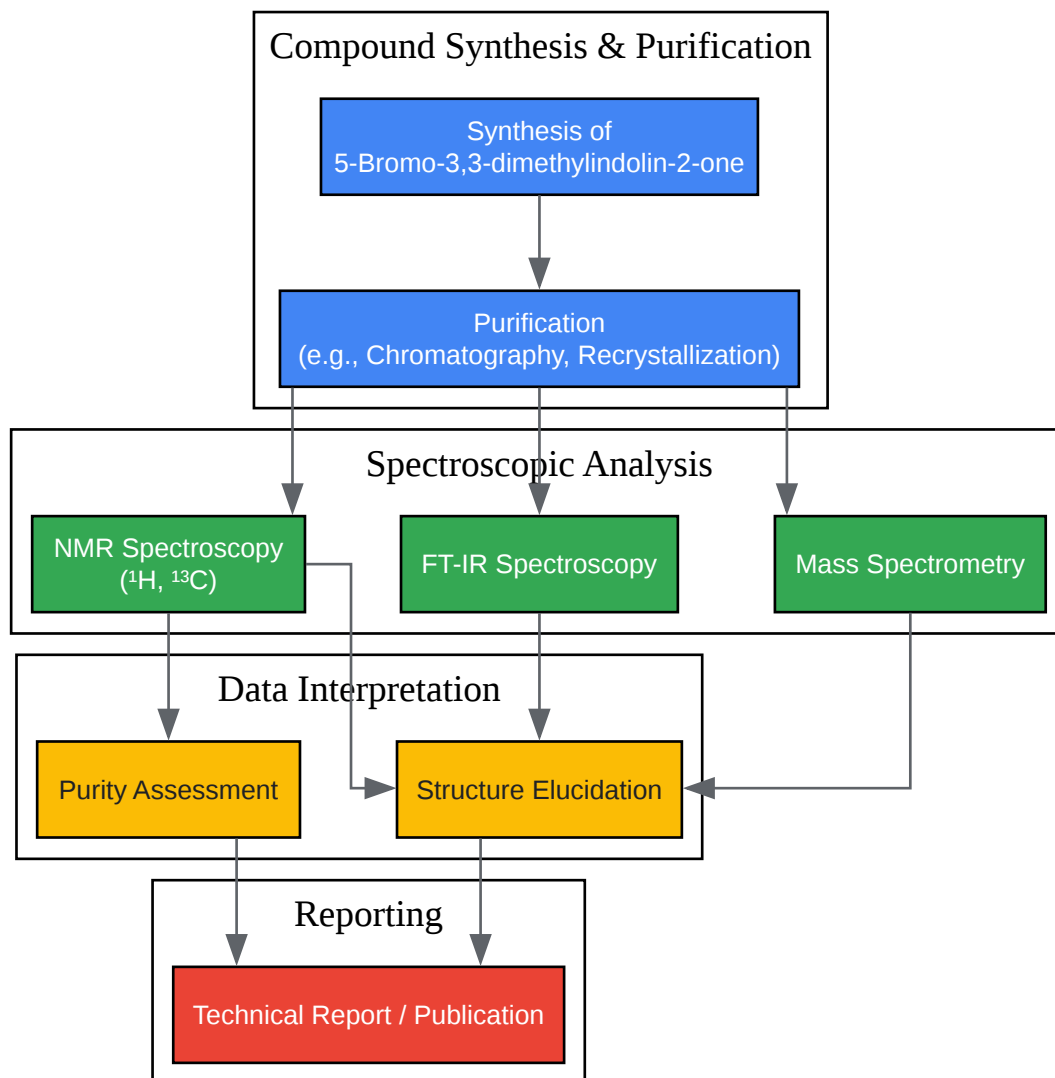 Compound Synthesis & Purification
Synthesis of
5-Bromo-3,3-dimethylindolin-2-one
Purification
(e.g., Chromatography, Recrystallization)
Spectroscopic Analysis
NMR Spectroscopy
(¹H, ¹³C)
FT-IR Spectroscopy
Mass Spectrometry
Data Interpretation
Purity Assessment
Structure Elucidation
Reporting
Technical Report / Publication